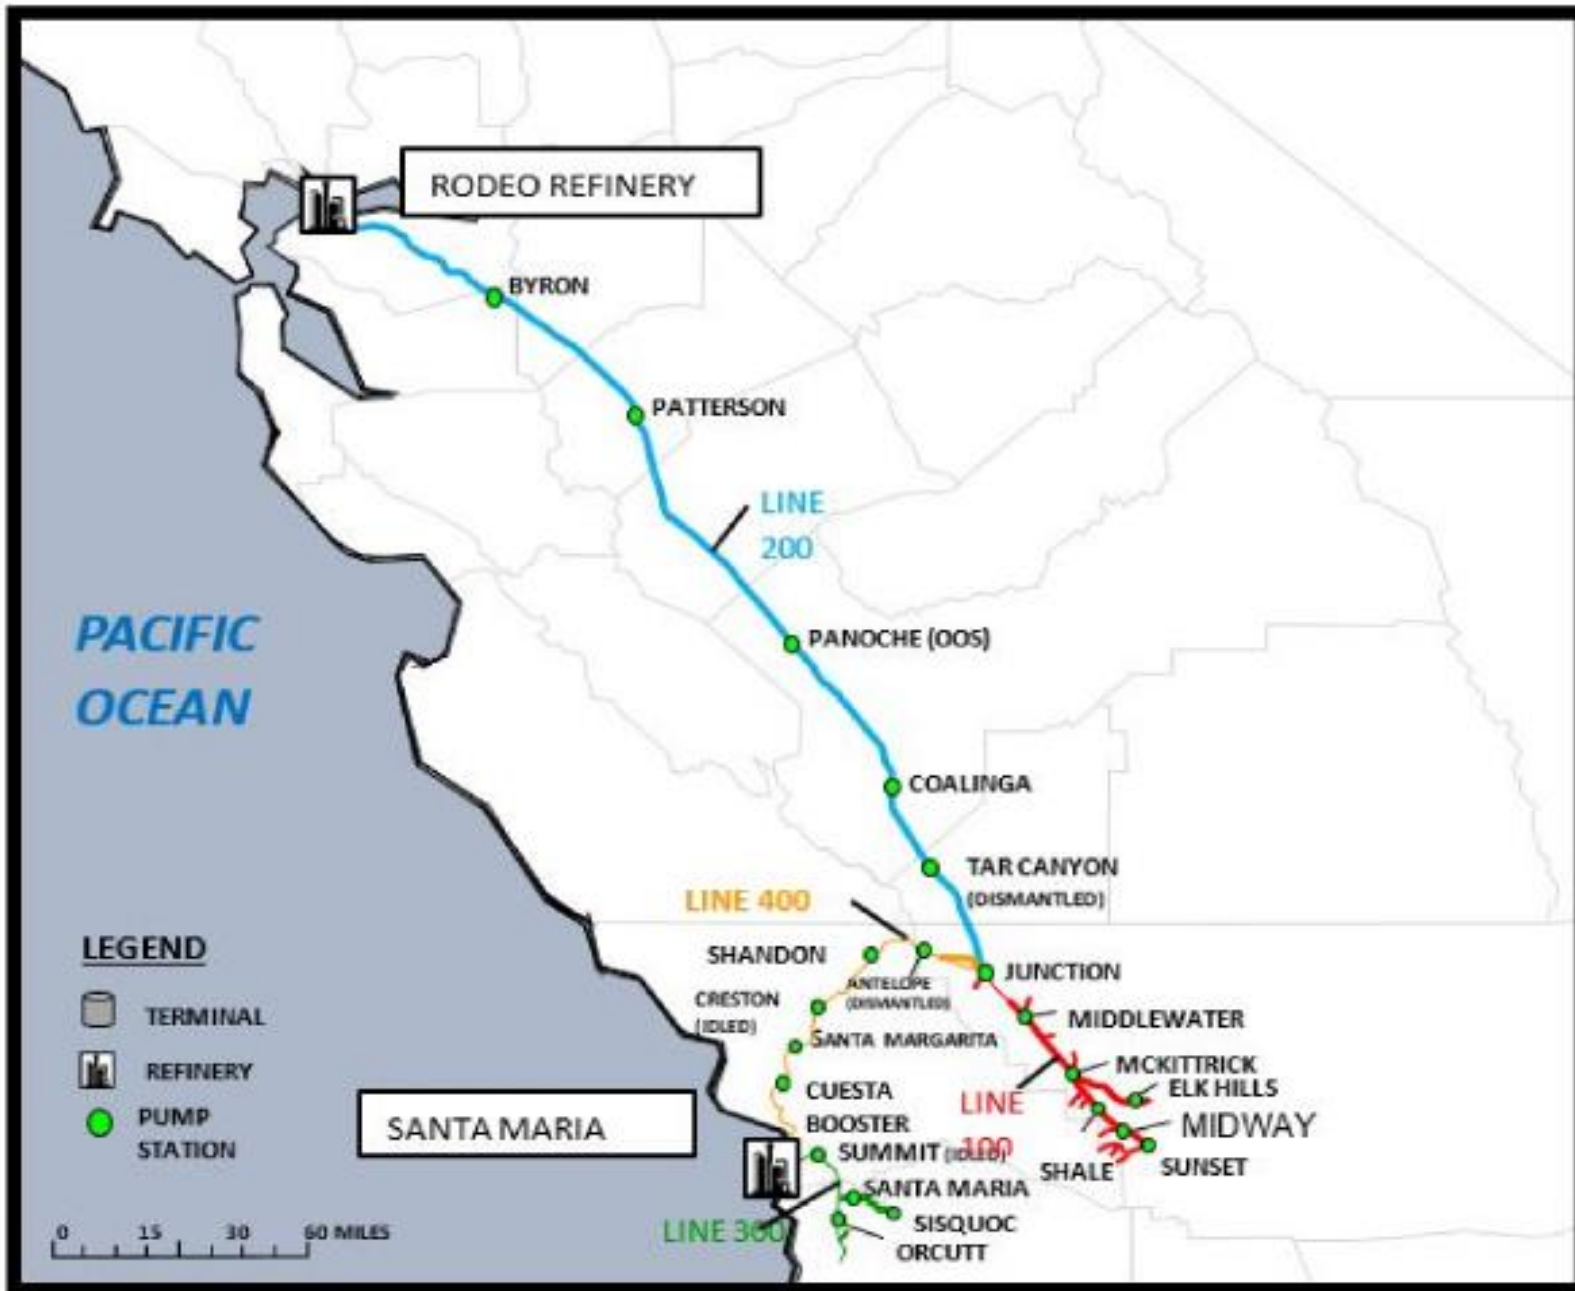 RODEO REFINERY
BYRON
PATTERSON
LINE
200
PACIFIC
OCEAN
PANOCHE (OOS)
COALINGA
TAR CANYON
(DISMANTLED)
LINE 400
SHANDON
ANTELOPE
(DISMANTLED)
JUNCTION
CRESTON
(IDLED)
MIDDLEWATER
SANTA MARGARITA
MCKITTRICK
ELK HILLS
CUESTA
LINE
100
BOOSTER
MIDWAY
SANTA MARIA
SUMMIT (IDLED)
SHALE
SUNSET
SANTA MARIA
LINE 300
SISQUOC
ORCUTT
LEGEND
TERMINAL
REFINERY
PUMP
STATION
0 15 30 60 MILES